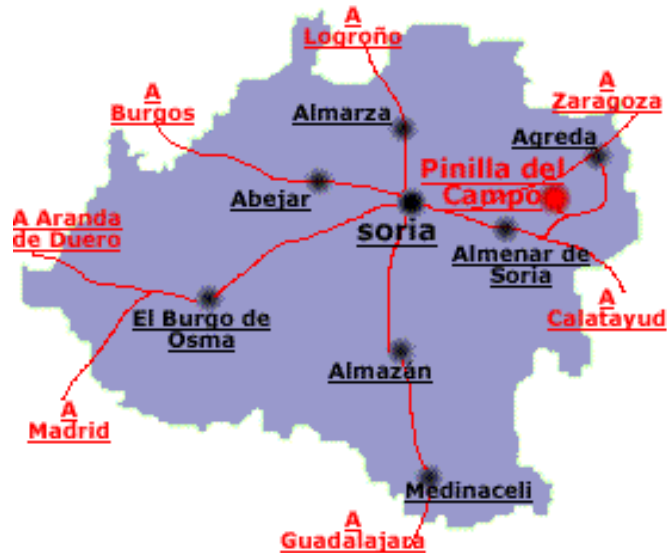 A
Logroño
A
Burgos
Almarza
A
Zaragoza
Agreda
Pinilla del
Campo
Abejar
soria
A Aranda
de Duero
Almenar de
Soria
A
Calatayud
El Burgo de
Osma
Almazán
A
Madrid
Medinaceli
A
Guadalajara